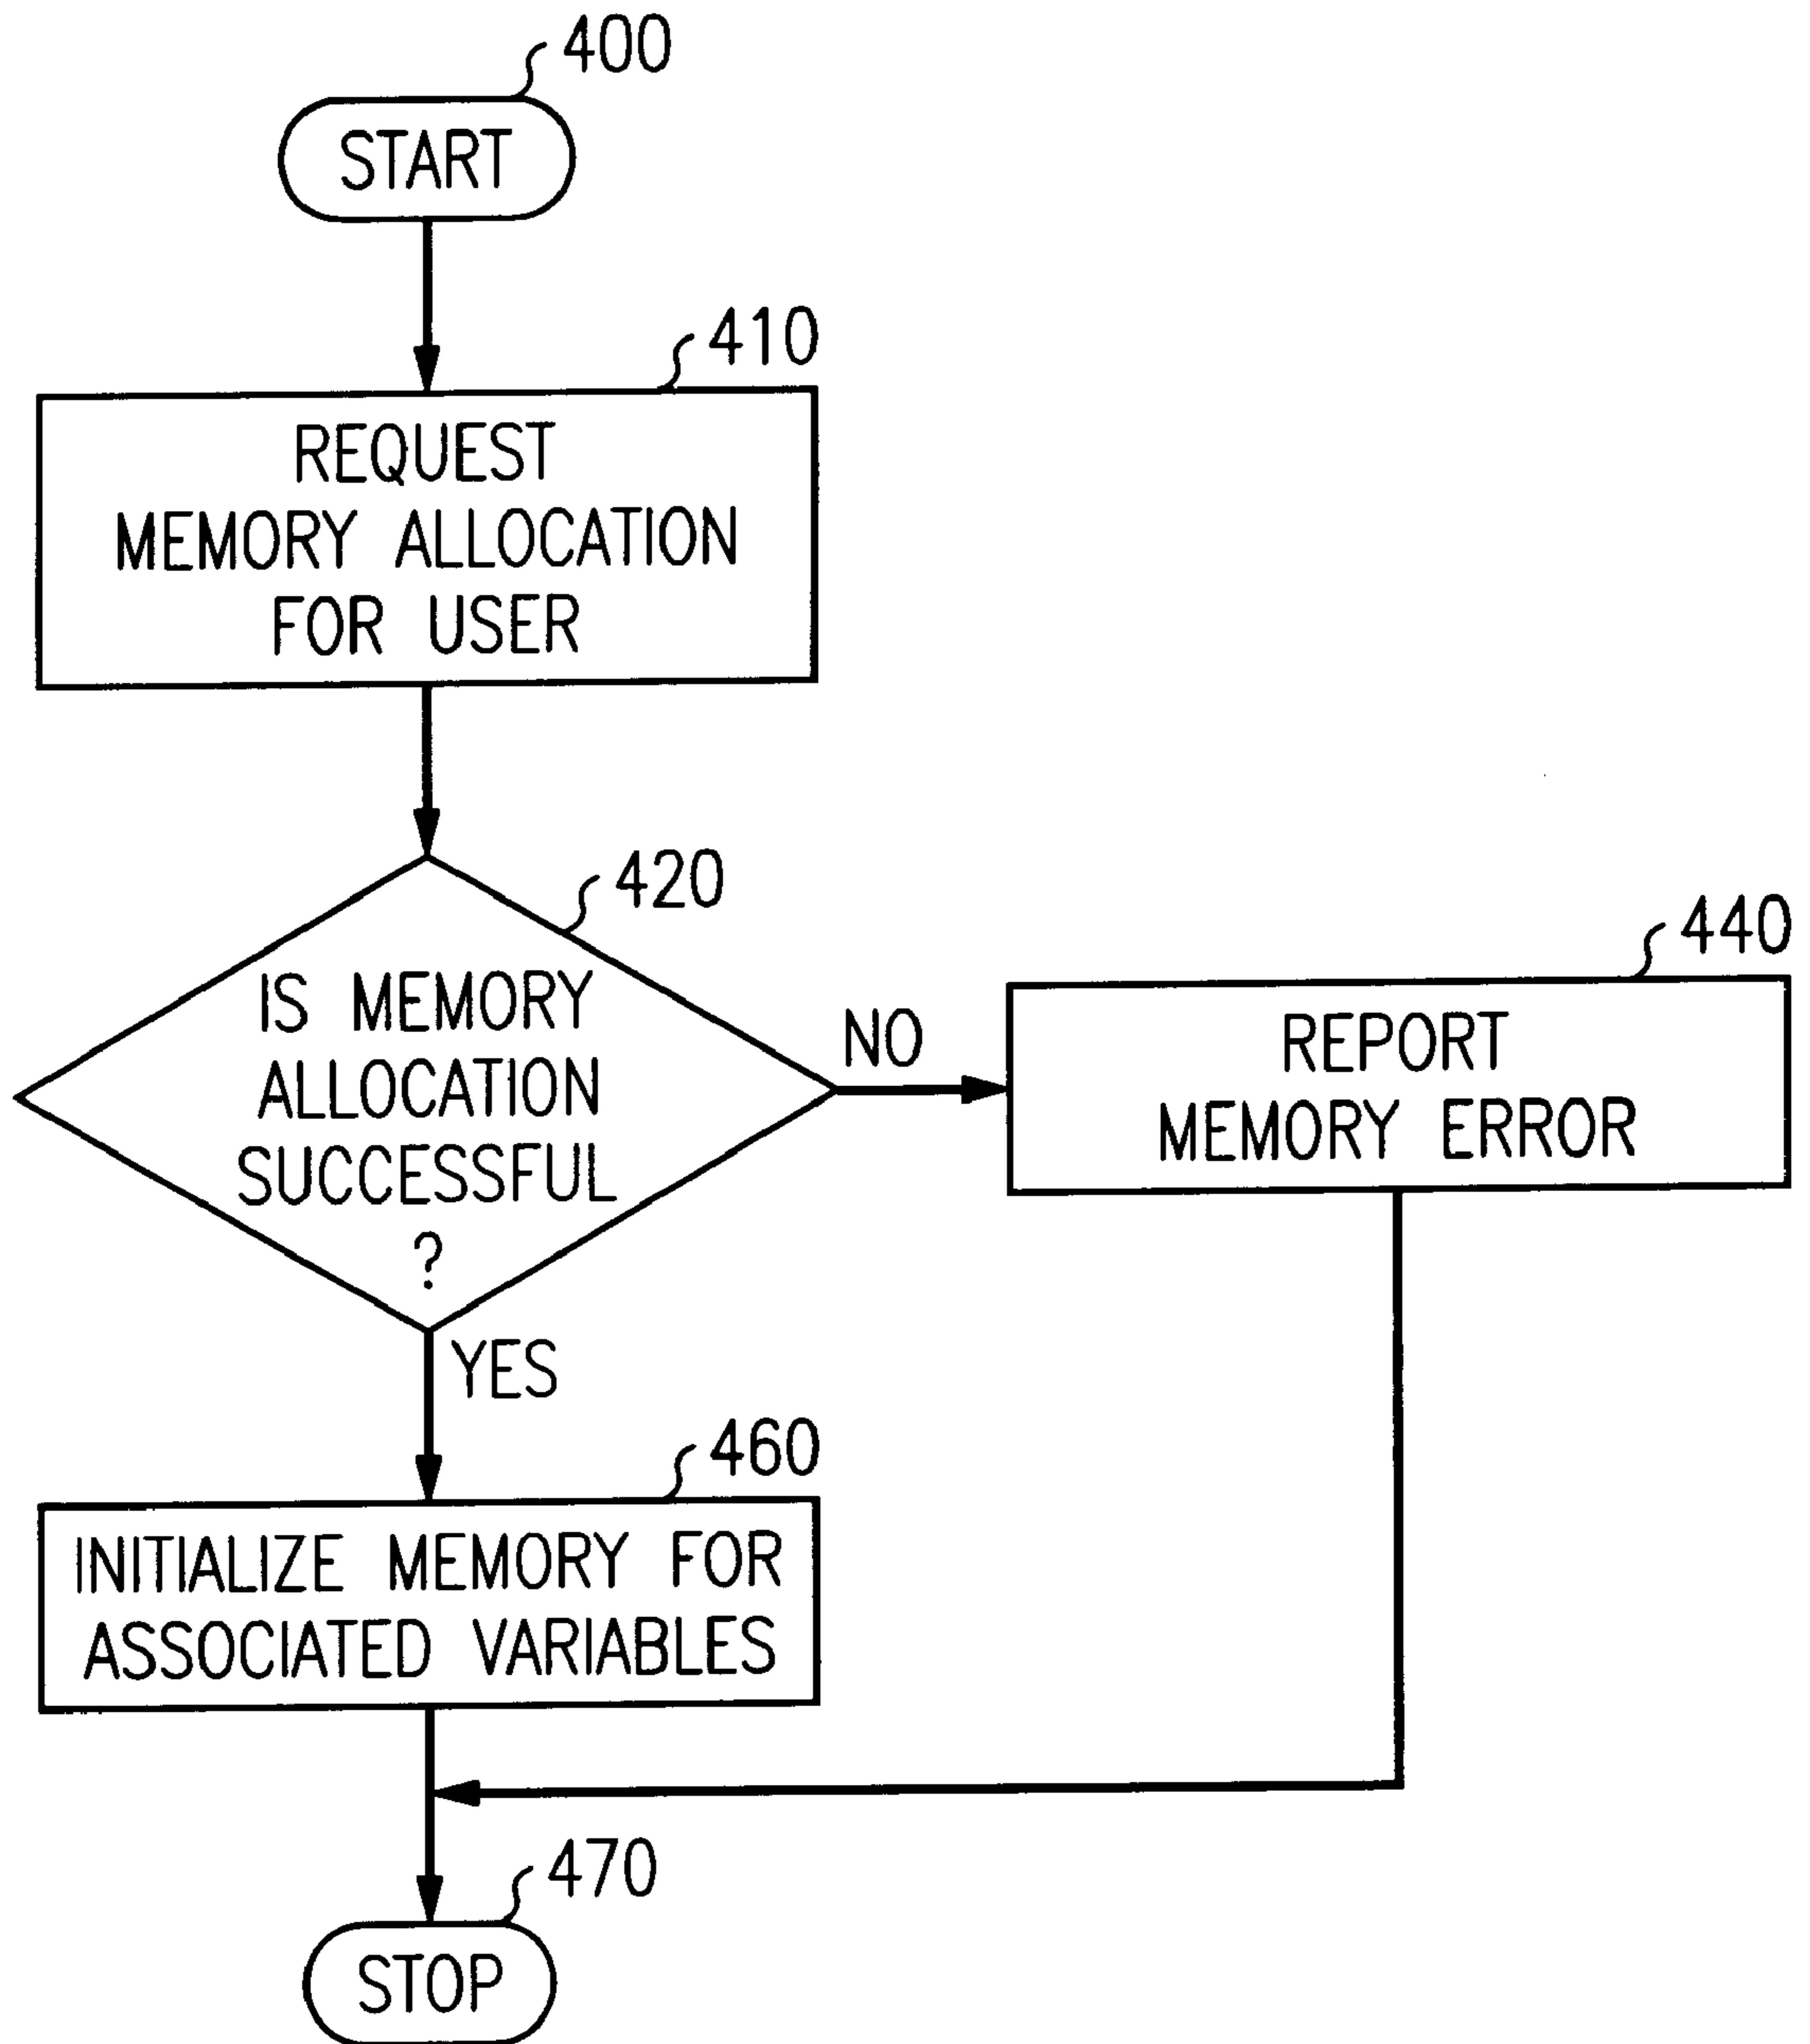 400
START
410
REQUEST
MEMORY ALLOCATION
FOR USER
420
IS MEMORY
ALLOCATION
SUCCESSFUL
?
NO
440
REPORT
MEMORY ERROR
YES
460
INITIALIZE MEMORY FOR
ASSOCIATED VARIABLES
470
STOP